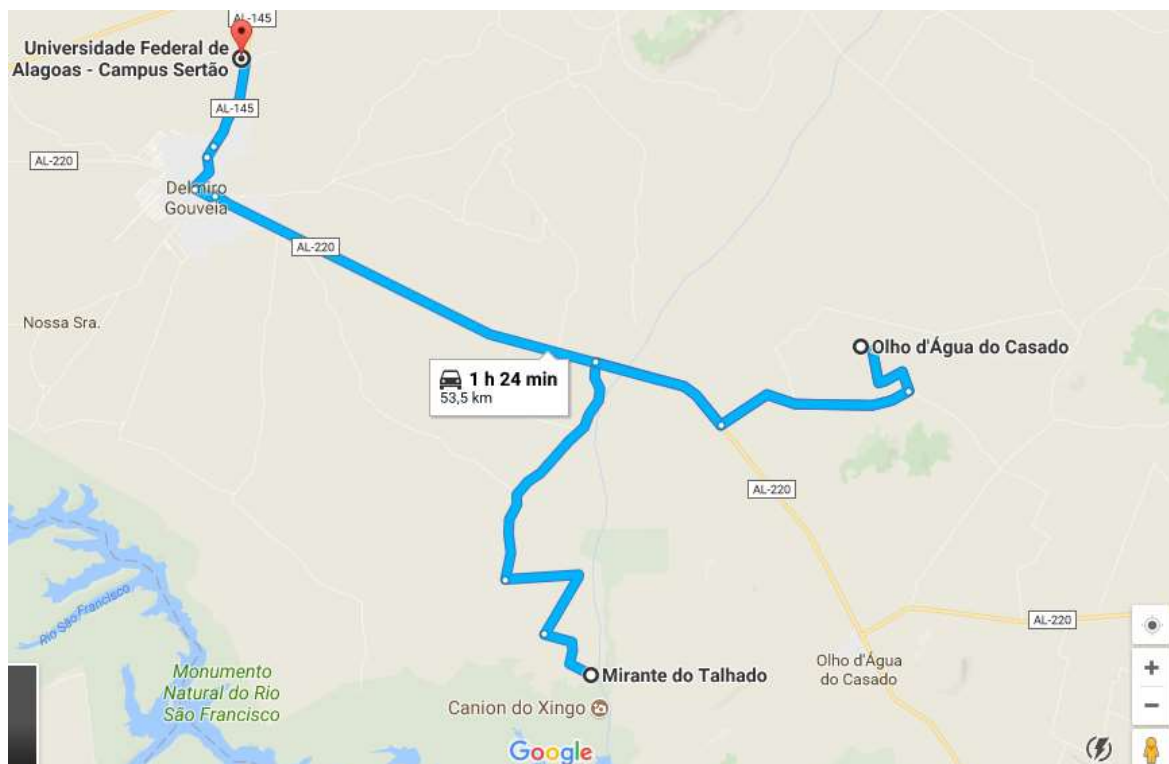 AL-145
Universidade Federal de
Alagoas - Campus Sertão
AL-145
AL-220
Delmiro
Gouveia
AL-220
Nossa Sra.
Olho d'Água do Casado
1 h 24 min
53,5 km
AL-220
Rio São Francisco
AL-220
Monumento
Natural do Rio
São Francisco
Mirante do Talhado
Olho d'Água
do Casado
Canion do Xingo
Google